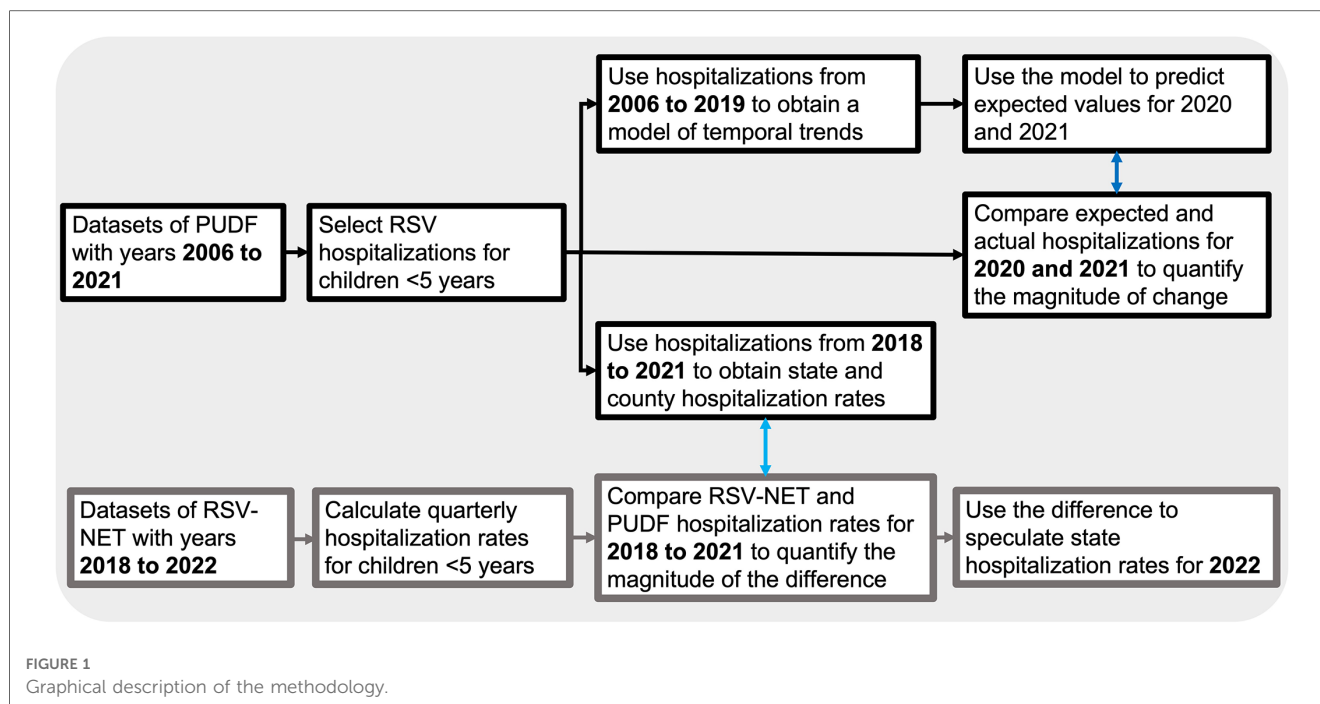 Use hospitalizations from
2006 to 2019 to obtain a
model of temporal trends
Use the model to predict
expected values for 2020
and 2021
Datasets of PUDF
with years 2006 to
2021
Select RSV
hospitalizations for
children <5 years
Compare expected and
actual hospitalizations for
2020 and 2021 to quantify
the magnitude of change
Use hospitalizations from 2018
to 2021 to obtain state and
county hospitalization rates
Datasets of RSV-
NET with years
2018 to 2022
Calculate quarterly
hospitalization rates
for children <5 years
Compare RSV-NET and
PUDF hospitalization rates for
2018 to 2021 to quantify the
magnitude of the difference
Use the difference to
speculate state
hospitalization rates for 2022
FIGURE 1
Graphical description of the methodology.